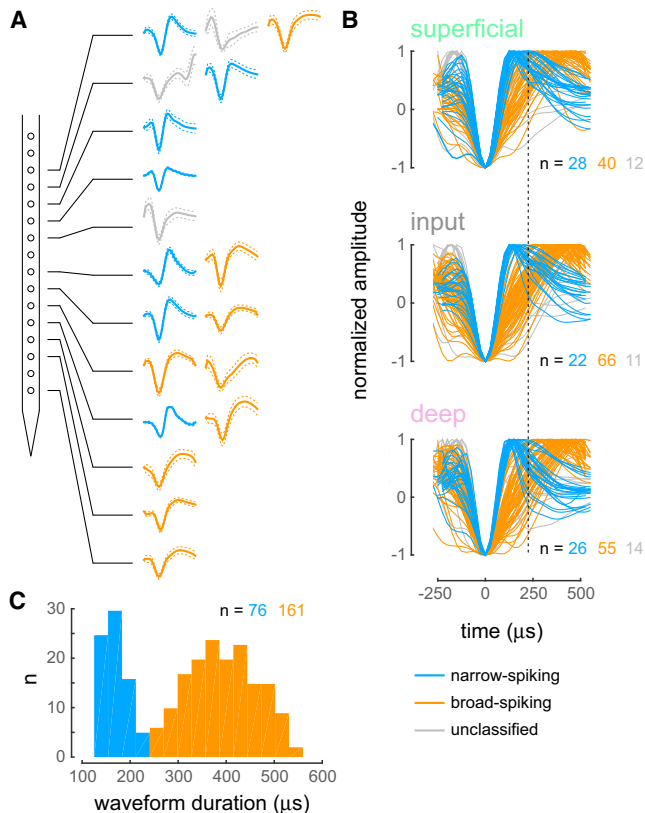 A
B
superficial
1
0
-1
n = 28 40 12
input
1
0
-1
n = 22 66 11
deep
1
0
-1
n = 26 55 14
normalized amplitude
-250 0 250 500
time (μs)
narrow-spiking
broad-spiking
unclassified
C
n = 76 161
30
20
10
0
n
100 200 300 400 500 600
waveform duration (μs)